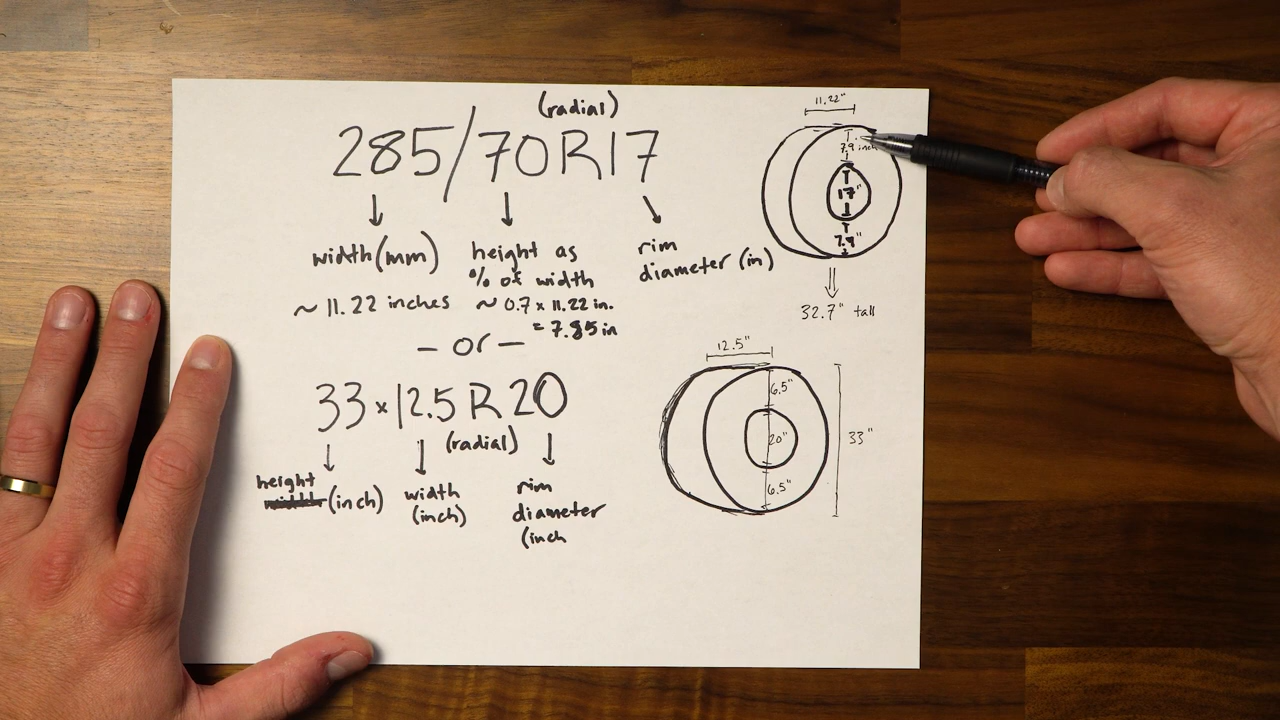 (radial)
285/70R17
width (mm)
~ 11.22 inches
height as
% of width
~ 0.7 x 11.22 in.
= 7.85 in
rim
diameter (in)
– or –
33 x 12.5 R 20
(radial)
height
(inch)
width
(inch)
rim
diameter
(inch
11.22"
7.9 inch
17"
7.9"
32.7" tall
12.5"
6.5"
20"
6.5"
33"